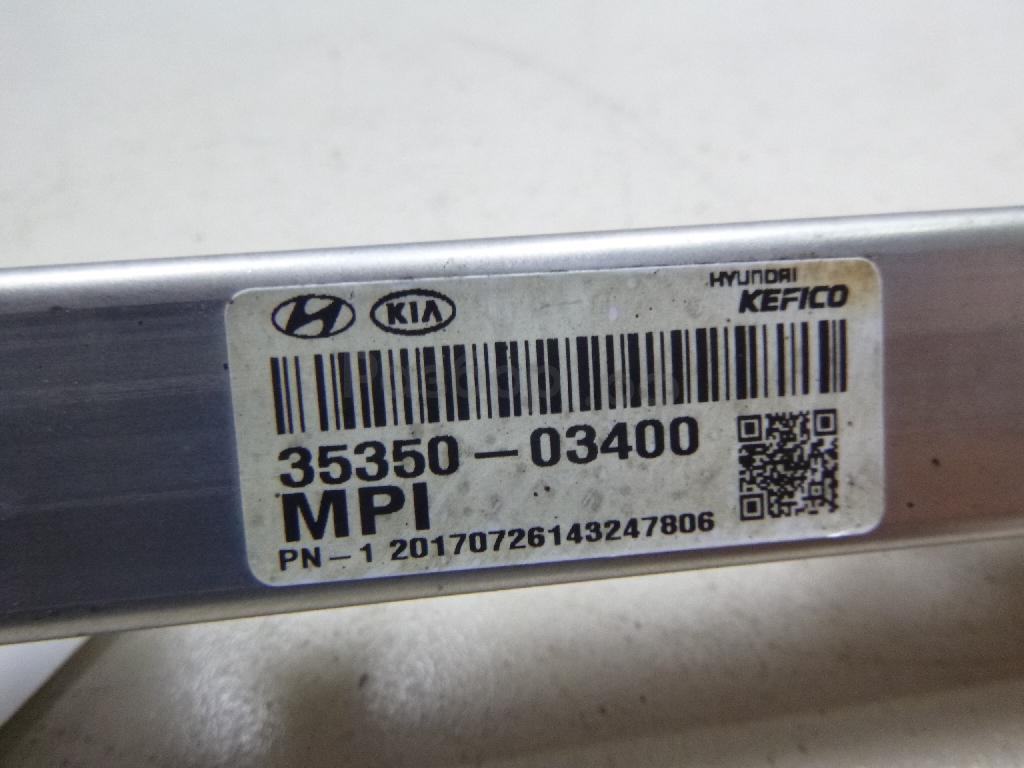 KIA
HYUNDAI
KEFICO
35350-03400
MPI
PN-1 20170726143247806